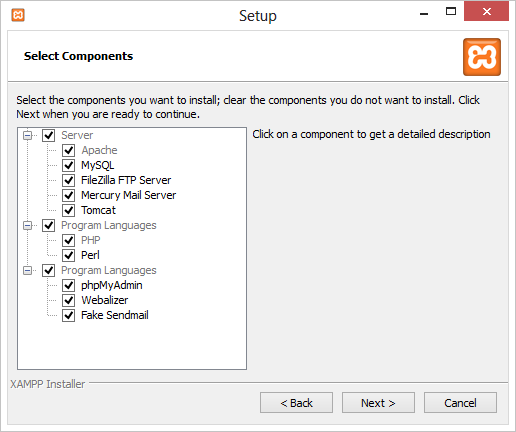 Setup
Select Components
Select the components you want to install; clear the components you do not want to install. Click
Next when you are ready to continue.
Server
Apache
MySQL
FileZilla FTP Server
Mercury Mail Server
Tomcat
Program Languages
PHP
Perl
Program Languages
phpMyAdmin
Webalizer
Fake Sendmail
Click on a component to get a detailed description
XAMPP Installer
< Back
Next >
Cancel